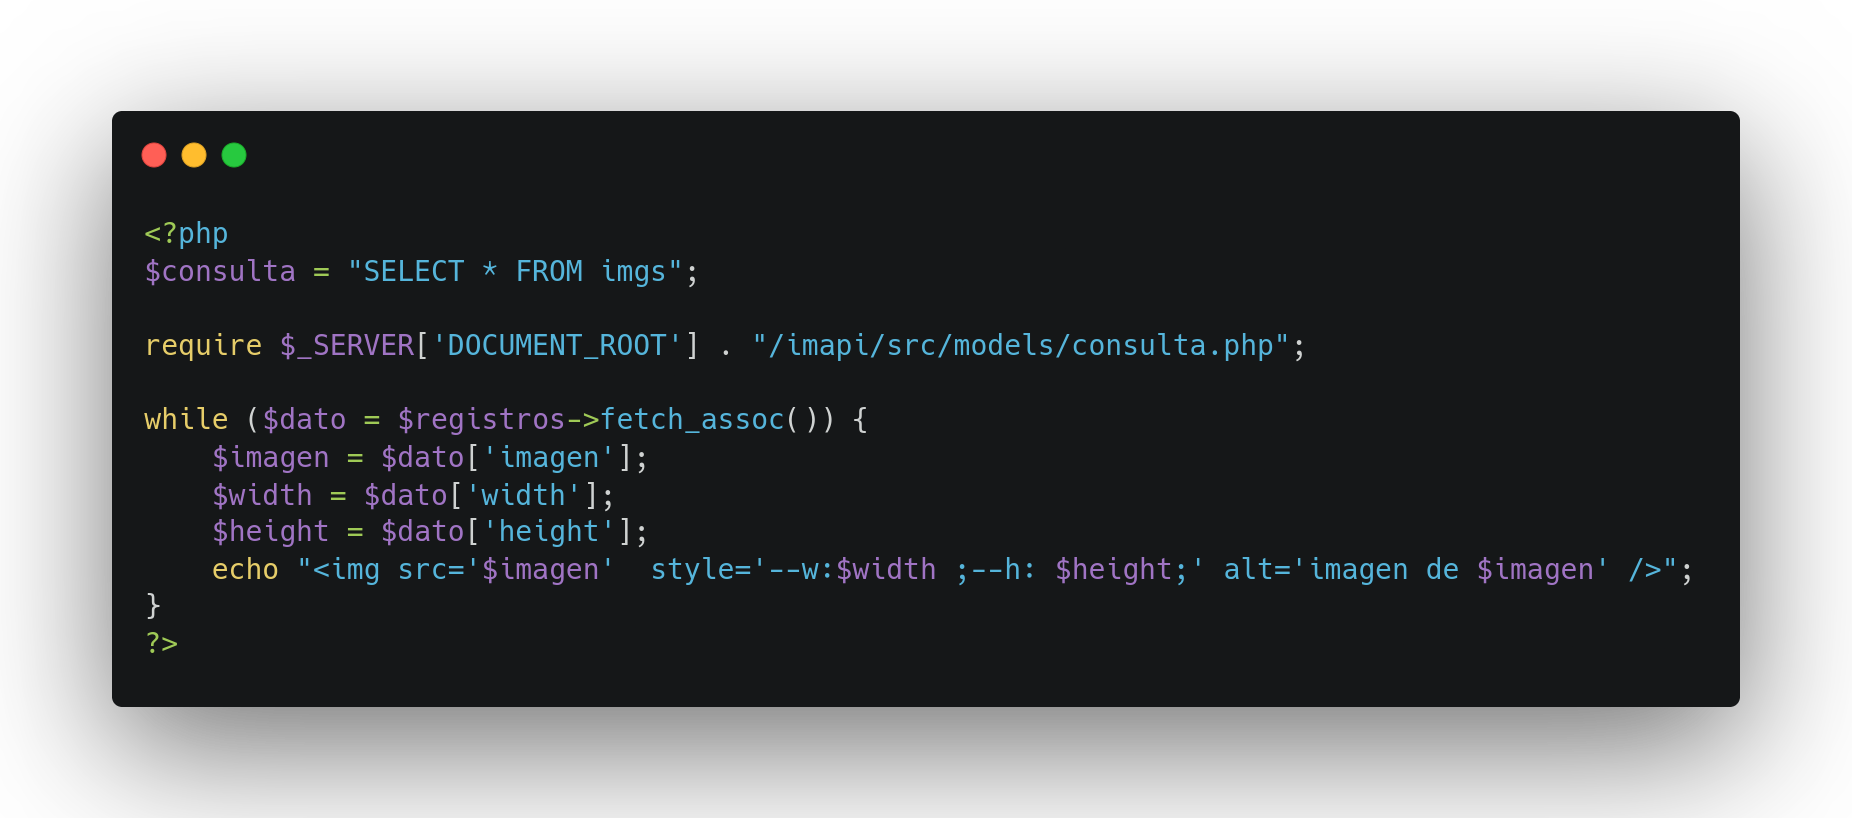 <?php
$consulta = "SELECT * FROM imgs";
require $_SERVER['DOCUMENT_ROOT'] . "/imapi/src/models/consulta.php";
while ($dato = $registros->fetch_assoc()) {
    $imagen = $dato['imagen'];
    $width = $dato['width'];
    $height = $dato['height'];
    echo "<img src='$imagen'  style='--w:$width ;--h: $height;' alt='imagen de $imagen' />";
}
?>